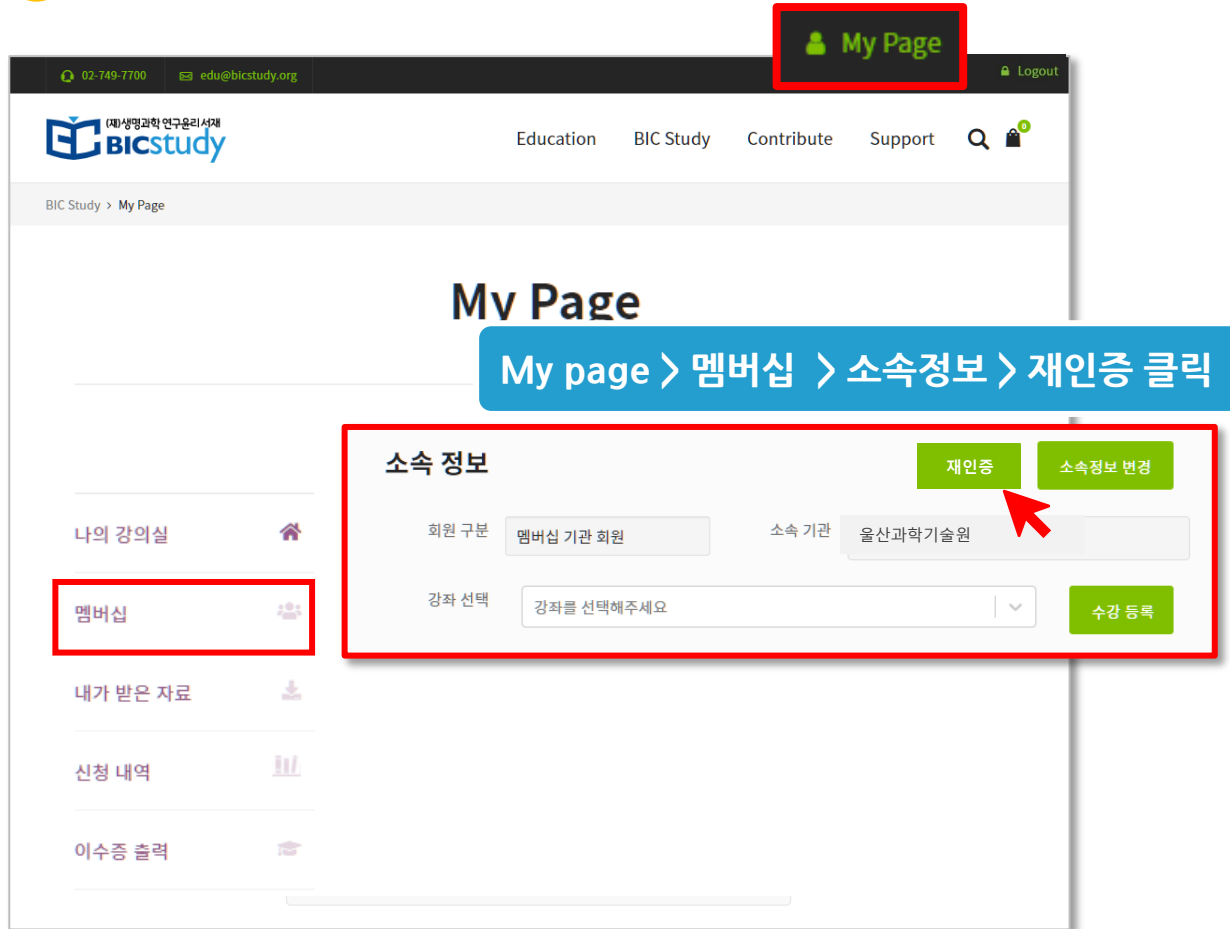 My Page
02-749-7700 edu@bicstudy.org Logout
(재)생명과학 연구윤리서재
BICstudy
Education BIC Study Contribute Support 0
BIC Study > My Page
My Page
My page > 멤버십 > 소속정보 > 재인증 클릭
소속 정보 재인증 소속정보 변경
회원 구분 멤버십 기관 회원 소속 기관 울산과학기술원
강좌 선택 강좌를 선택해주세요 수강 등록
나의 강의실
멤버십
내가 받은 자료
신청 내역
이수증 출력